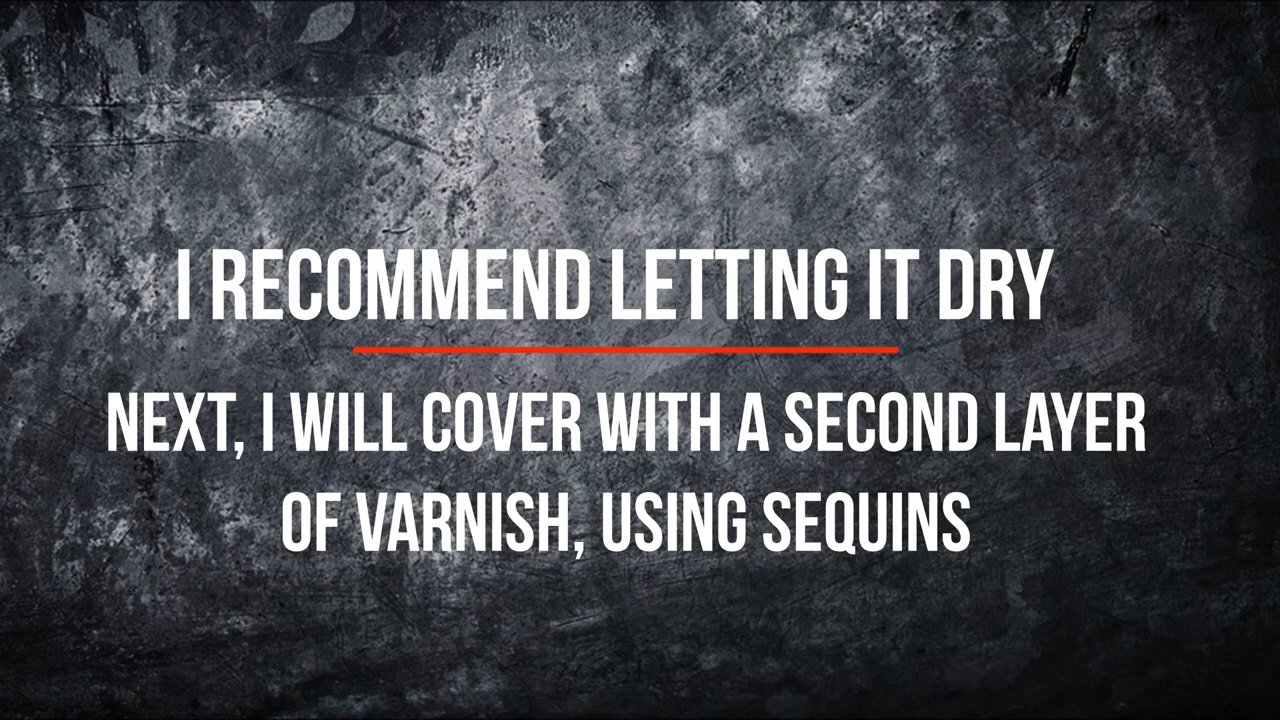 I RECOMMEND LETTING IT DRY
NEXT, I WILL COVER WITH A SECOND LAYER
OF VARNISH, USING SEQUINS